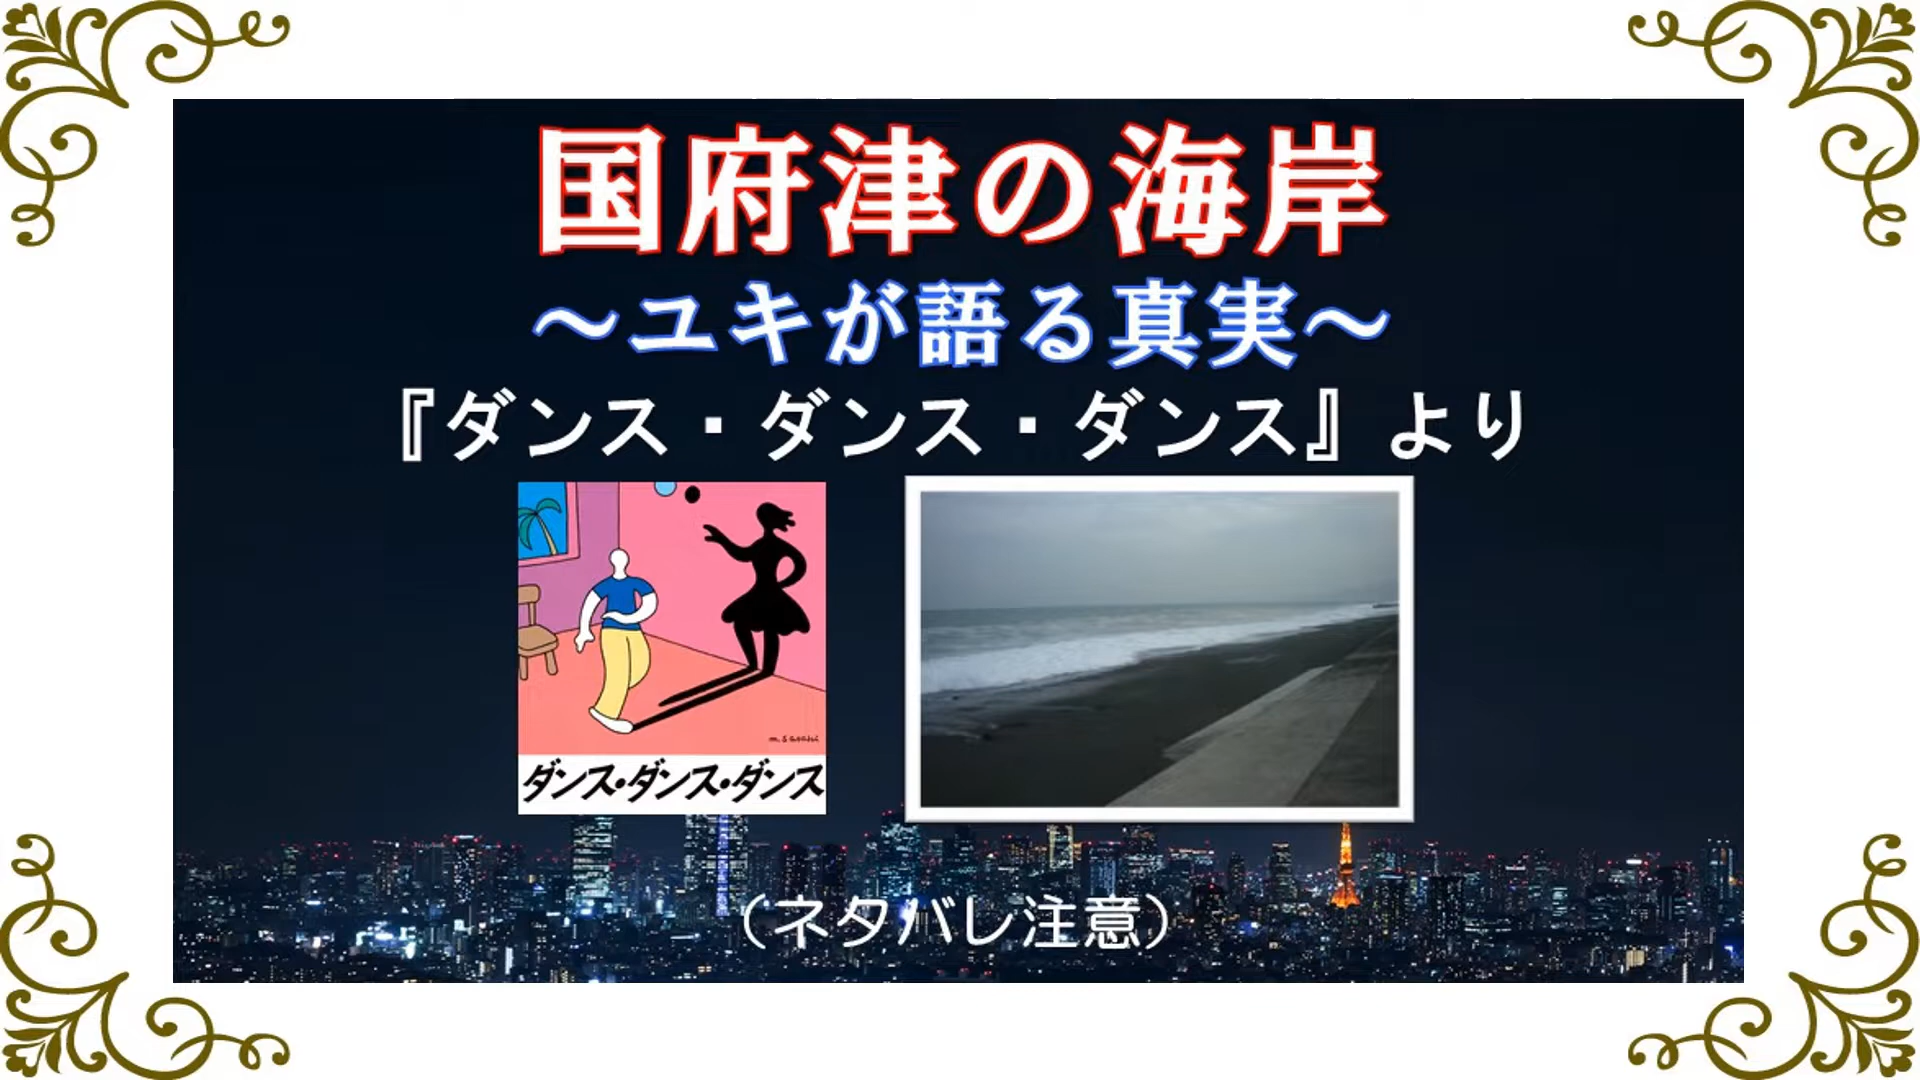 国府津の海岸
～ユキが語る真実～
『ダンス・ダンス・ダンス』より
m.sasaki
ダンス・ダンス・ダンス
（ネタバレ注意）